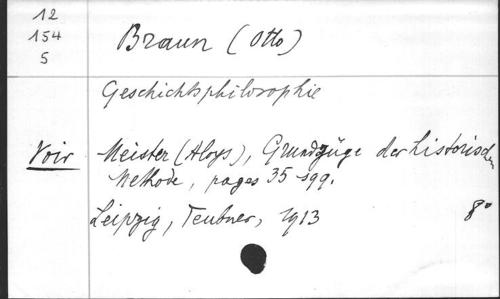 12
154
5
Braun (Otto)
Geschichtsphilosophie
Voir Meister (Aloys), Grundzüge der historischen
Methode, pages 35 sqq.
Leipzig, Teubner, 1913 8°